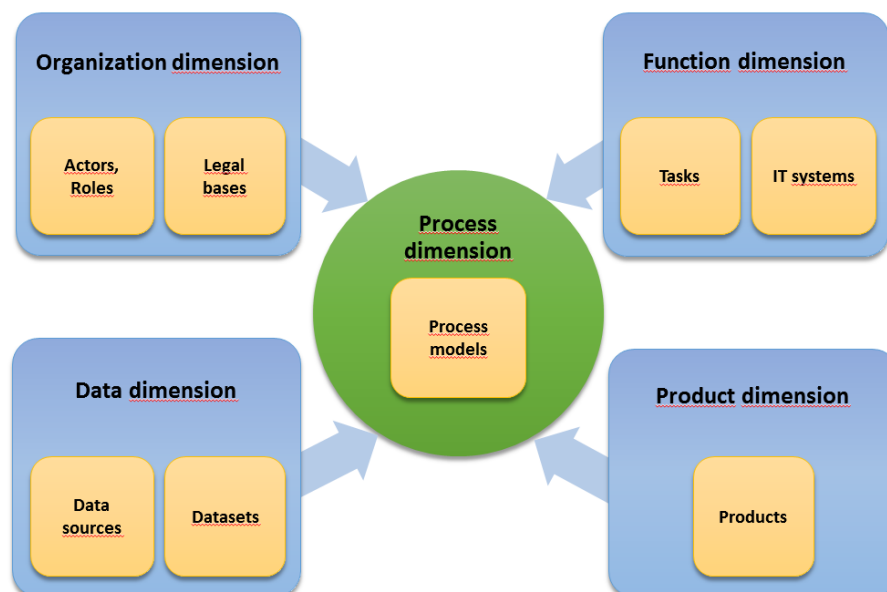 Organization dimension
Actors,
Roles
Legal
bases
Function dimension
Tasks
IT systems
Process
dimension
Process
models
Data dimension
Data
sources
Datasets
Product dimension
Products